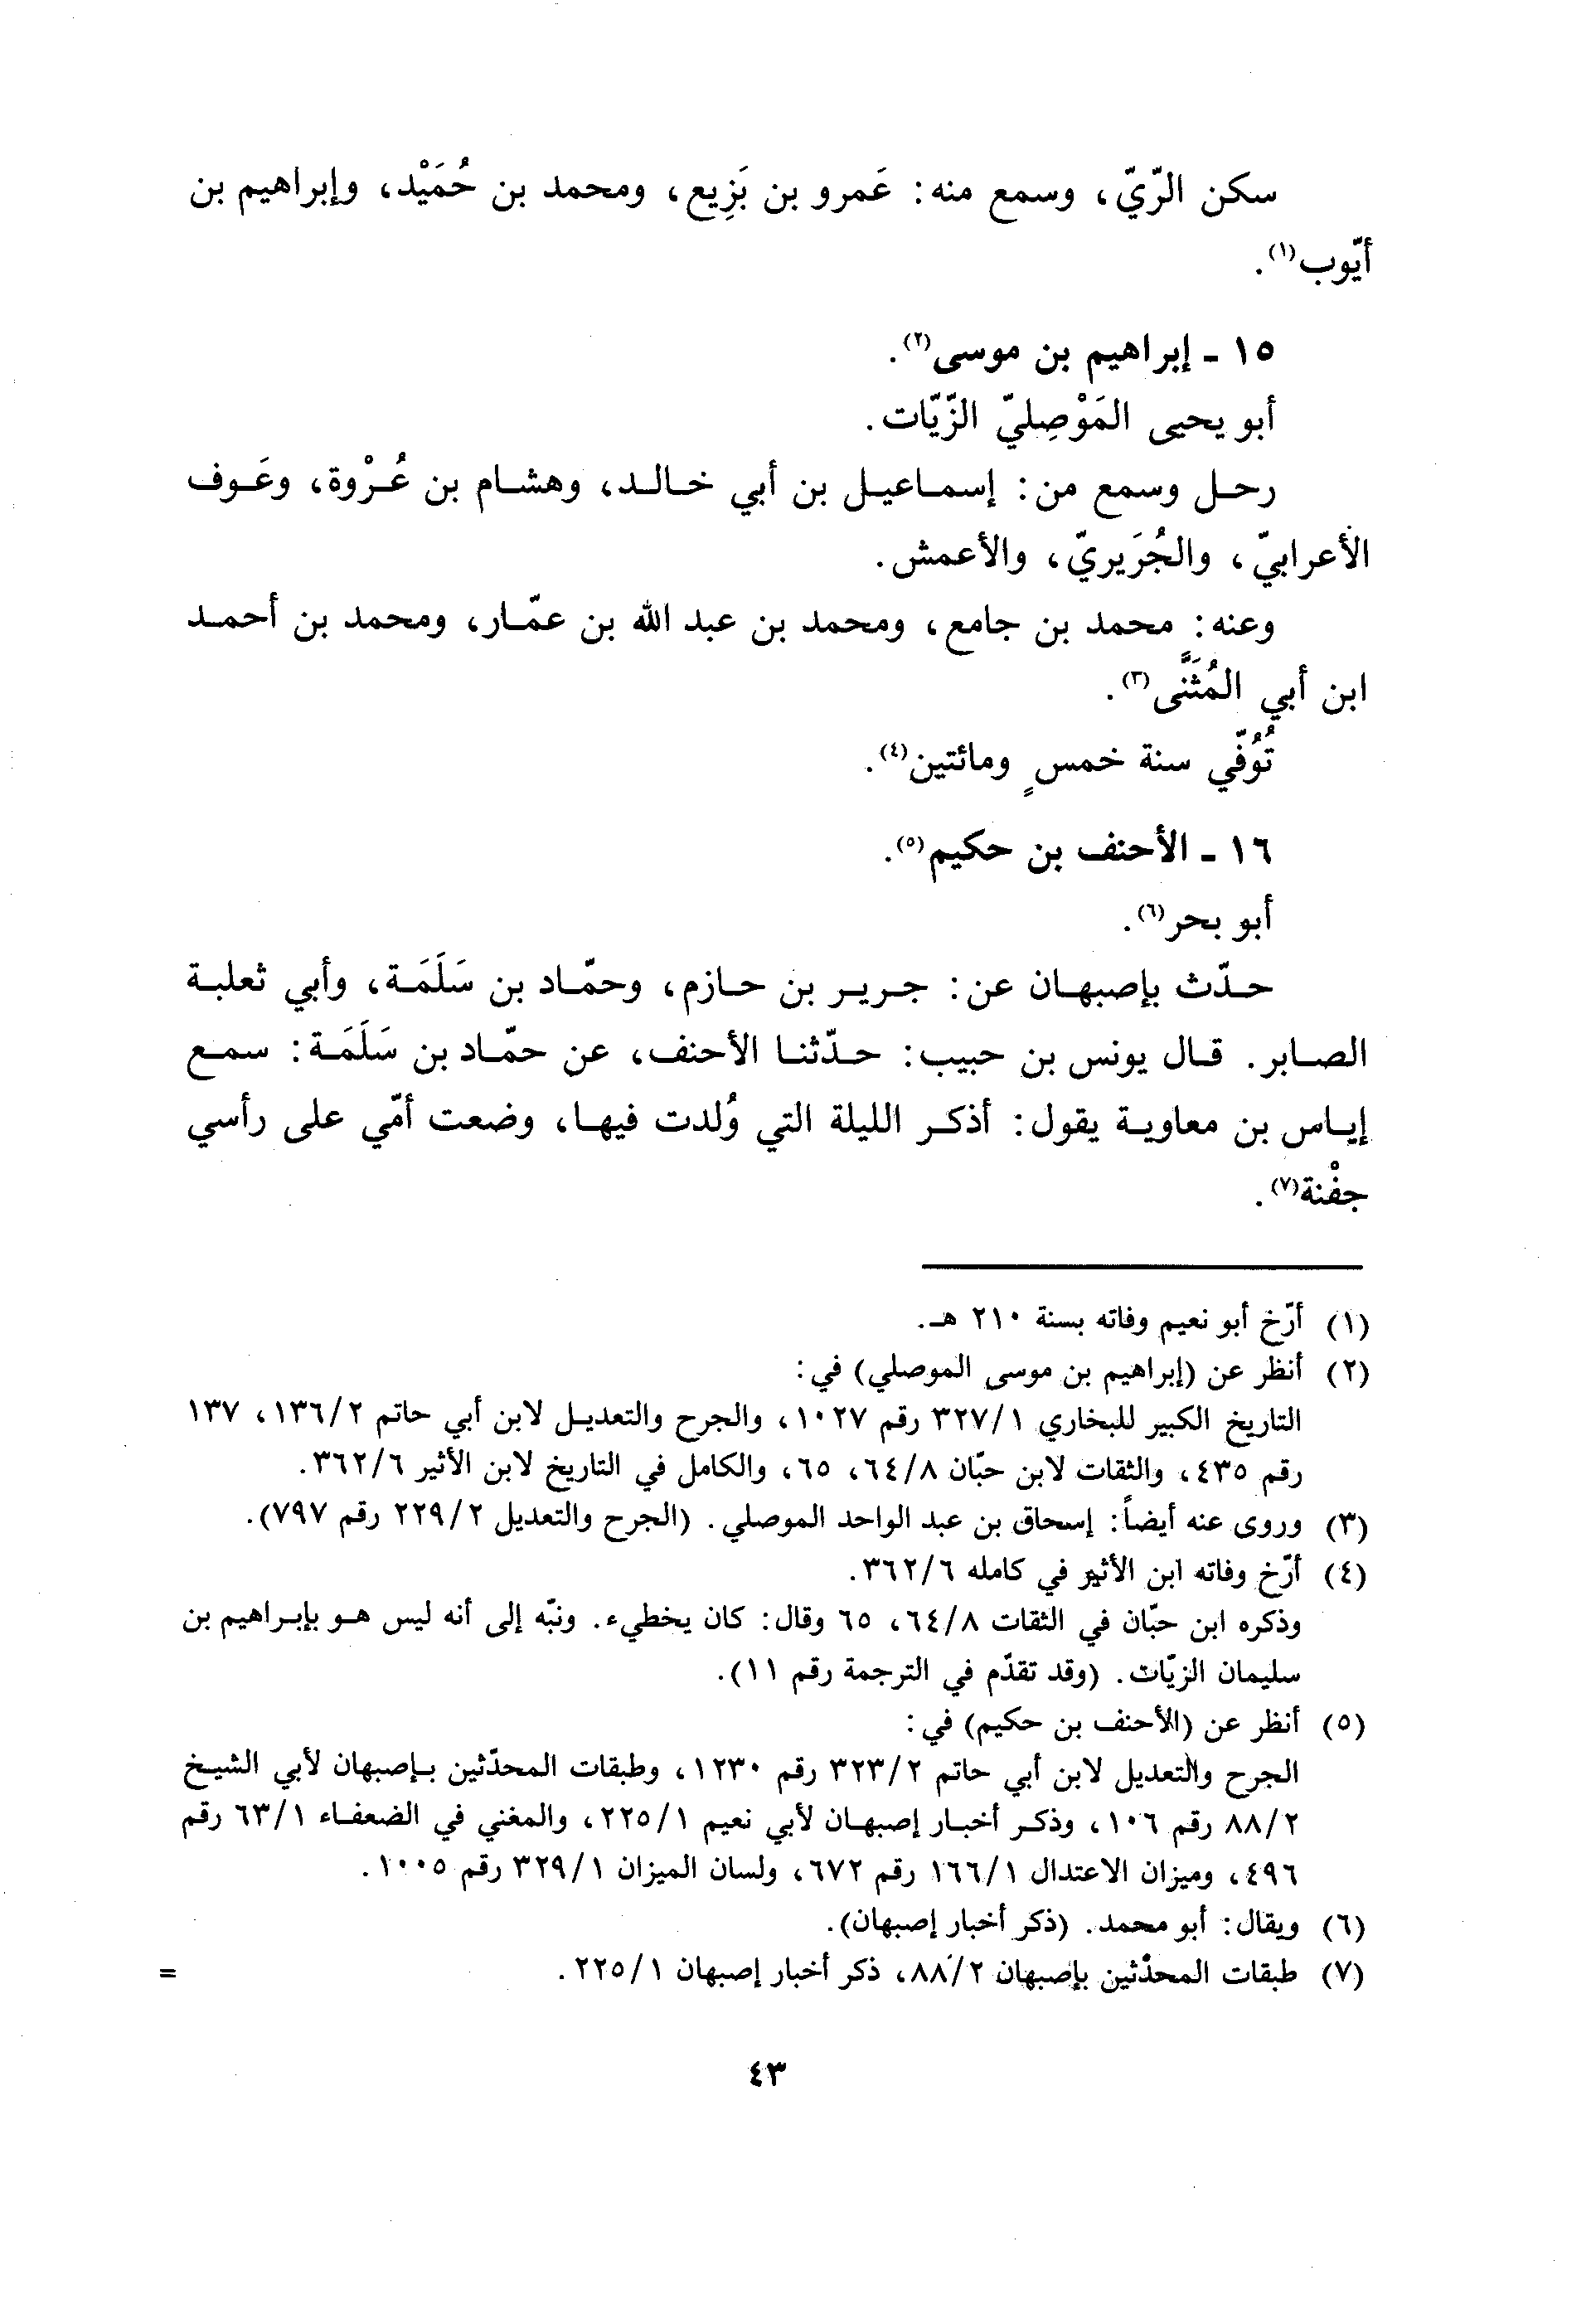 سكن الرّيّ، وسمع منه: عَمرو بن بَزِيع، ومحمد بن حُمَيْد، وإبراهيم بن
أيّوب(١).
١٥ - إبراهيم بن موسى(٢).
أبو يحيى المَوْصِليّ الزّيّات.
رحل وسمع من: إسماعيل بن أبي خالد، وهشام بن عُرْوة، وعَوف
الأعرابيّ، والجُرَيريّ، والأعمش.
وعنه: محمد بن جامع، ومحمد بن عبد الله بن عمّار، ومحمد بن أحمد
ابن أبي المُثَنَّى(٣).
تُوُفّي سنة خمسٍ ومائتين(٤).
١٦ - الأحنف بن حكيم(٥).
أبو بحر(٦).
حدّث بإصبهان عن: جرير بن حازم، وحمّاد بن سَلَمَة، وأبي ثعلبة
الصابر. قال يونس بن حبيب: حدّثنا الأحنف، عن حمّاد بن سَلَمَة: سمع
إياس بن معاوية يقول: أذكر الليلة التي وُلدت فيها، وضعت أمّي على رأسي
جفْنة(٧).
(١) أرّخ أبو نعيم وفاته بسنة ٢١٠ هـ.
(٢) أنظر عن (إبراهيم بن موسى الموصلي) في:
التاريخ الكبير للبخاري ٣٢٧/١ رقم ١٠٢٧، والجرح والتعديل لابن أبي حاتم ١٣٦/٢، ١٣٧
رقم ٤٣٥، والثقات لابن حبّان ٦٤/٨، ٦٥، والكامل في التاريخ لابن الأثير ٣٦٢/٦.
(٣) وروى عنه أيضاً: إسحاق بن عبد الواحد الموصلي. (الجرح والتعديل ٢٢٩/٢ رقم ٧٩٧).
(٤) أرّخ وفاته ابن الأثير في كامله ٣٦٢/٦.
وذكره ابن حبّان في الثقات ٦٤/٨، ٦٥ وقال: كان يخطيء. ونبّه إلى أنه ليس هو بإبراهيم بن
سليمان الزيّات. (وقد تقدّم في الترجمة رقم ١١).
(٥) أنظر عن (الأحنف بن حكيم) في:
الجرح والتعديل لابن أبي حاتم ٣٢٣/٢ رقم ١٢٣٠، وطبقات المحدّثين بإصبهان لأبي الشيخ
٨٨/٢ رقم ١٠٦، وذكر أخبار إصبهان لأبي نعيم ٢٢٥/١، والمغني في الضعفاء ٦٣/١ رقم
٤٩٦، وميزان الاعتدال ١٦٦/١ رقم ٦٧٢، ولسان الميزان ٣٢٩/١ رقم ١٠٠٥.
(٦) ويقال: أبو محمد. (ذكر أخبار إصبهان).
(٧) طبقات المحدّثين بإصبهان ٨٨/٢، ذكر أخبار إصبهان ٢٢٥/١. =
٤٣